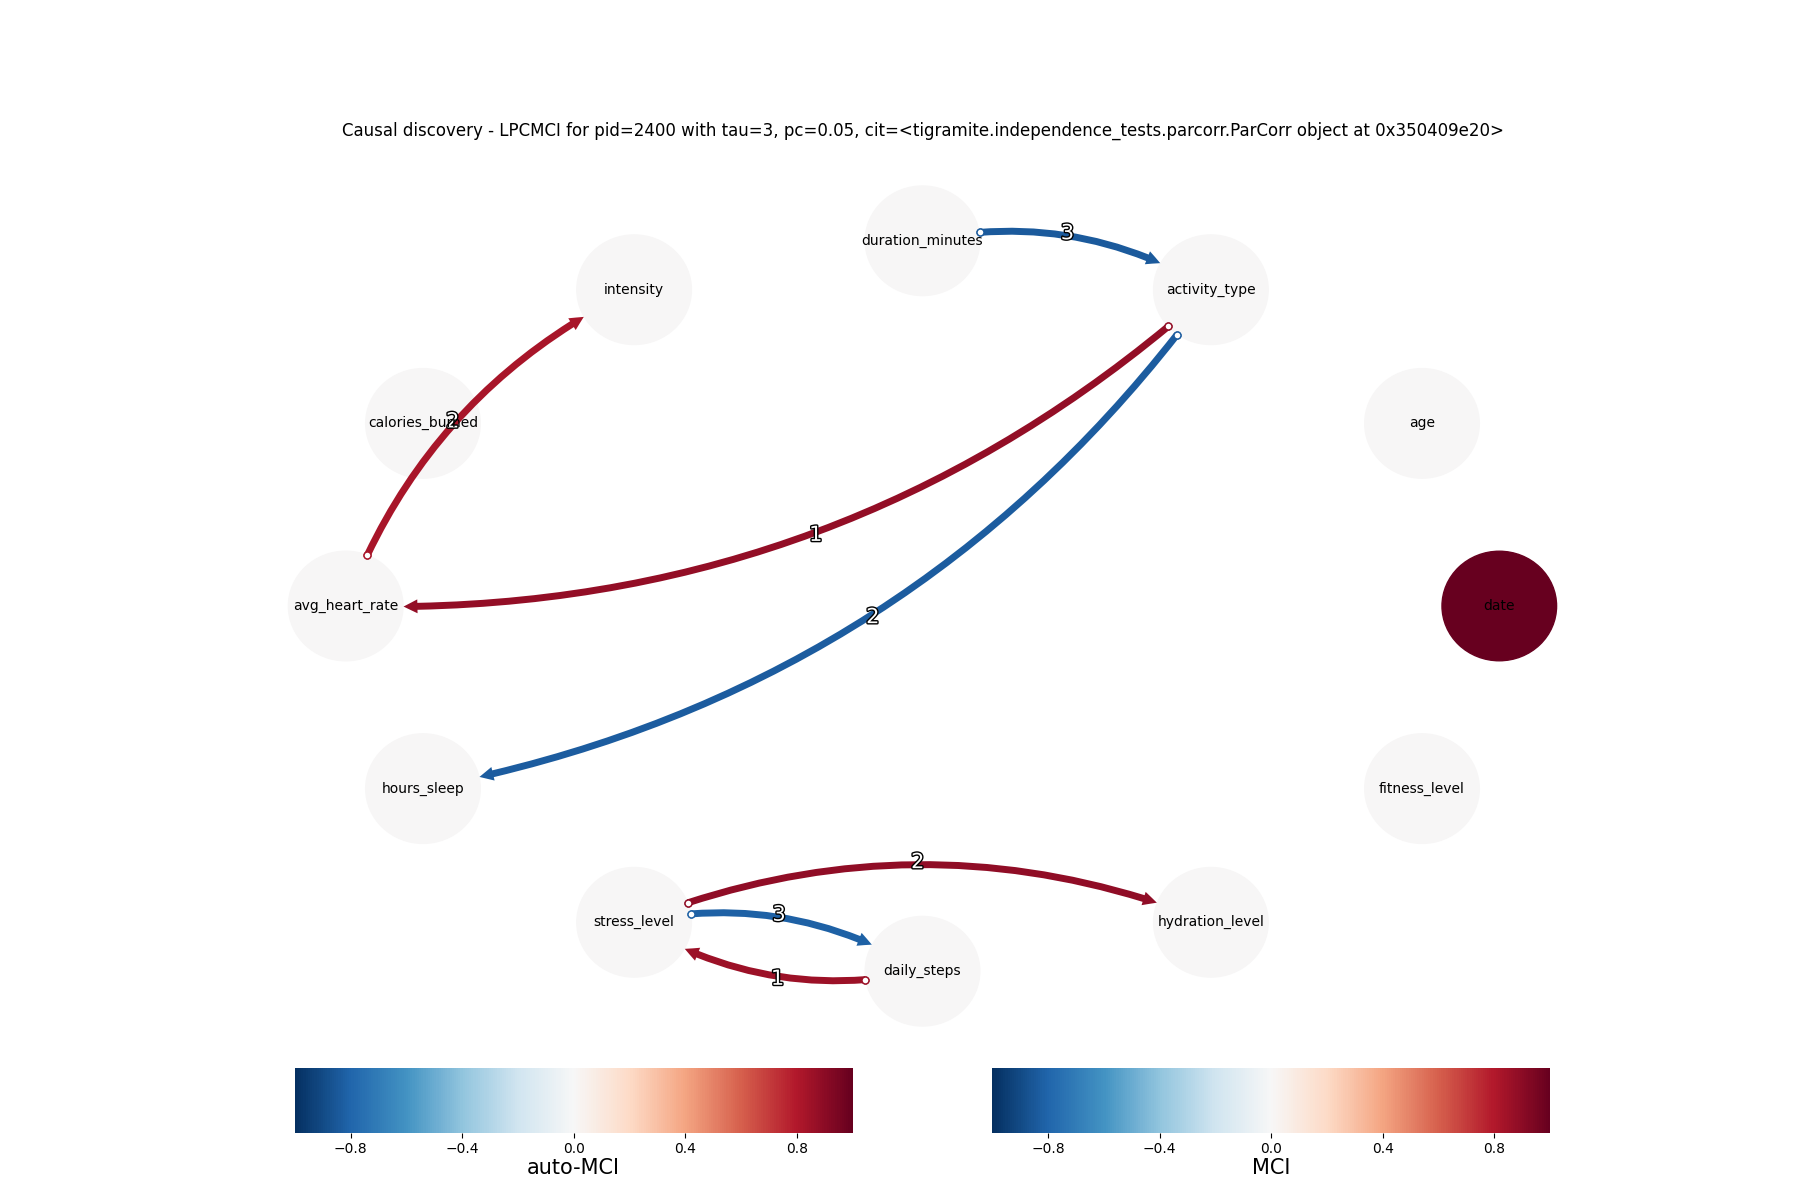 Causal discovery - LPCMCI for pid=2400 with tau=3, pc=0.05, cit=<tigramite.independence_tests.parcorr.ParCorr object at 0x350409e20>
duration_minutes
3
intensity
activity_type
calories_burned
2
age
1
avg_heart_rate
date
2
hours_sleep
fitness_level
2
stress_level
3
hydration_level
daily_steps
1
−0.8 −0.4 0.0 0.4 0.8
auto-MCI
−0.8 −0.4 0.0 0.4 0.8
MCI